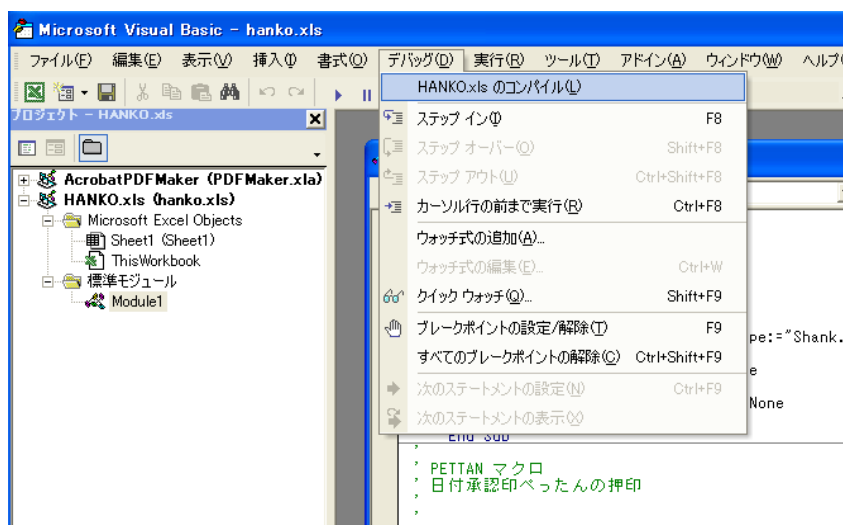 Microsoft Visual Basic - hanko.xls
ファイル(F) 編集(E) 表示(V) 挿入(I) 書式(O) デバッグ(D) 実行(R) ツール(T) アドイン(A) ウィンドウ(W) ヘルプ(
プロジェクト - HANKO.xls
AcrobatPDFMaker (PDFMaker.xla)
HANKO.xls (hanko.xls)
Microsoft Excel Objects
Sheet1 (Sheet1)
ThisWorkbook
標準モジュール
Module1
HANKO.xls のコンパイル(L)
ステップ イン(I) F8
ステップ オーバー(O) Shift+F8
ステップ アウト(U) Ctrl+Shift+F8
カーソル行の前まで実行(R) Ctrl+F8
ウォッチ式の追加(A)...
ウォッチ式の編集(E)... Ctrl+W
クイック ウォッチ(Q)... Shift+F9
ブレークポイントの設定/解除(T) F9
すべてのブレークポイントの解除(C) Ctrl+Shift+F9
次のステートメントの設定(N) Ctrl+F9
次のステートメントの表示(X)
pe:="Shank.
e
None
End Sub
'
' PETTAN マクロ
' 日付承認印ぺったんの押印
'
'